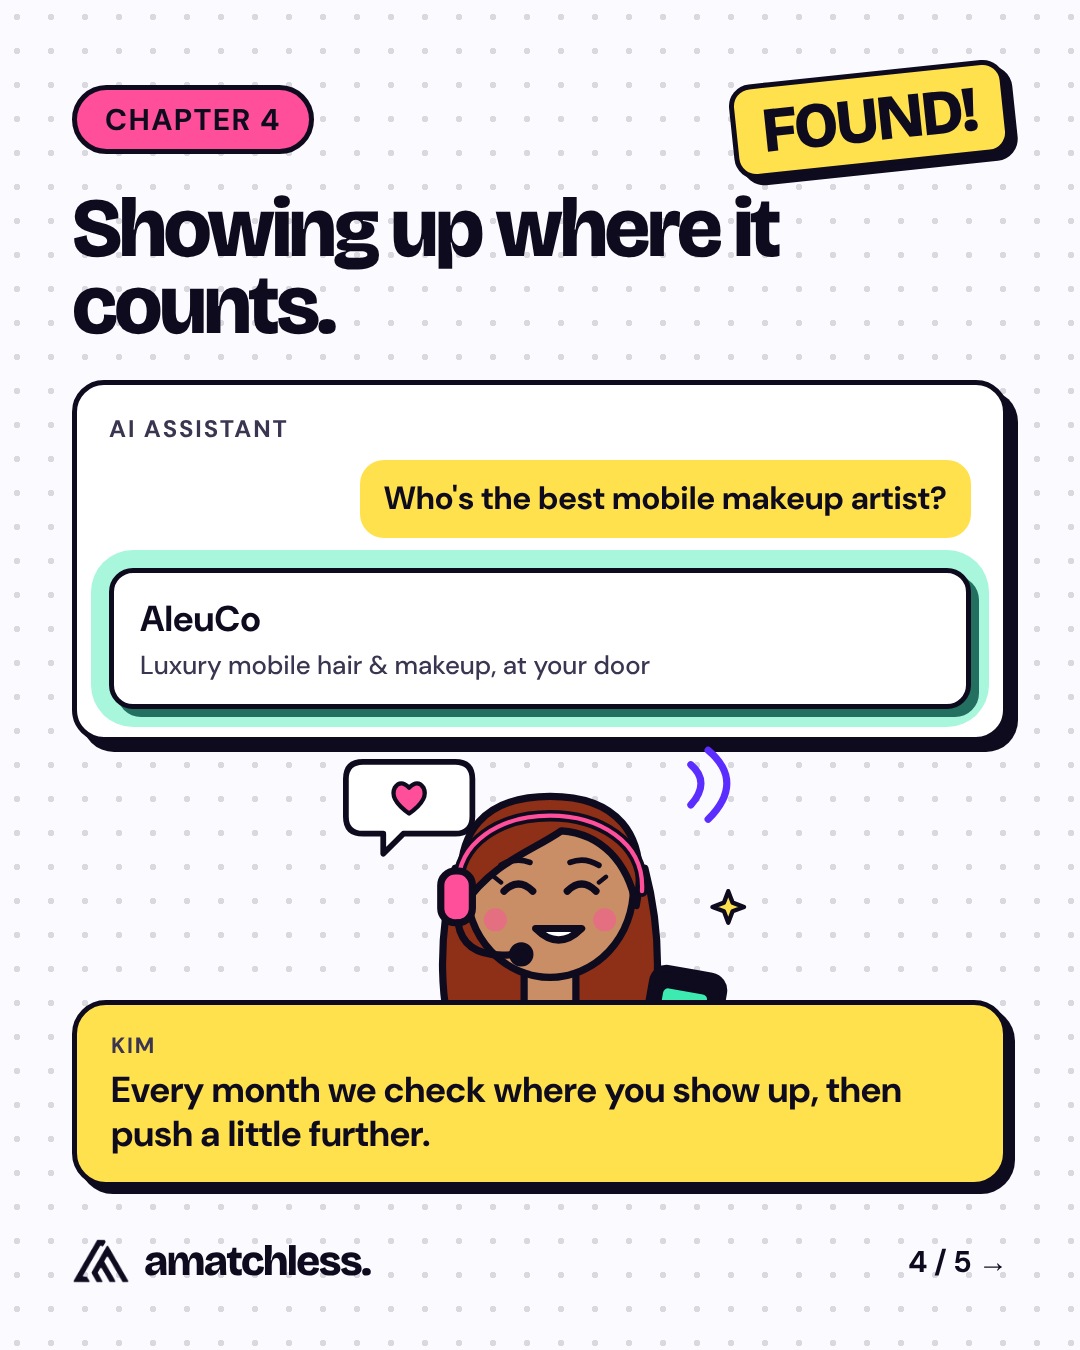 CHAPTER 4
FOUND!
Showing up where it
counts.
AI ASSISTANT
Who's the best mobile makeup artist?
AleuCo
Luxury mobile hair & makeup, at your door
KIM
Every month we check where you show up, then
push a little further.
amatchless.
4 / 5 →